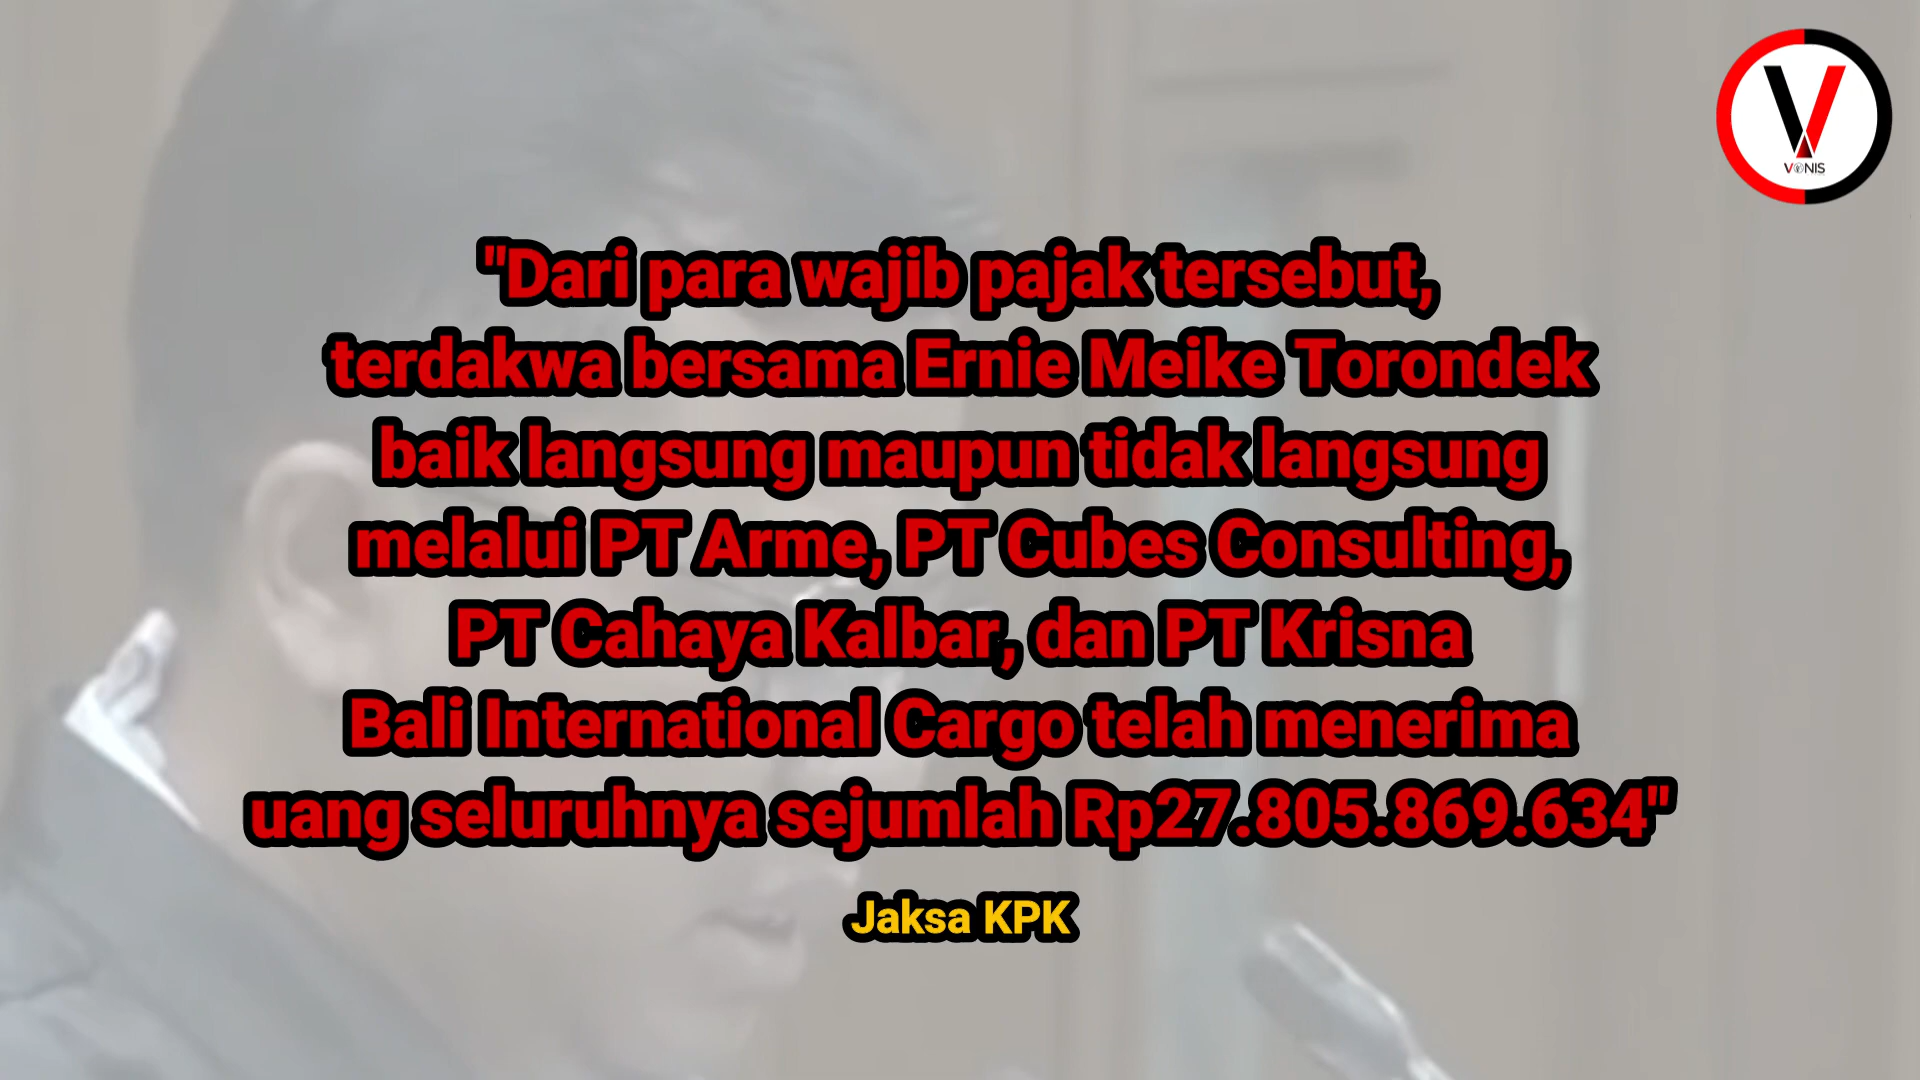 VONIS
"Dari para wajib pajak tersebut,
terdakwa bersama Ernie Meike Torondek
baik langsung maupun tidak langsung
melalui PT Arme, PT Cubes Consulting,
PT Cahaya Kalbar, dan PT Krisna
Bali International Cargo telah menerima
uang seluruhnya sejumlah Rp27.805.869.634"
Jaksa KPK